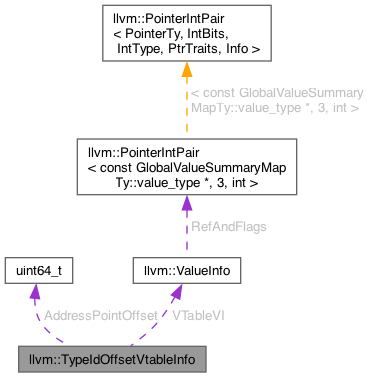 llvm::PointerIntPair
< PointerTy, IntBits,
IntType, PtrTraits, Info >
< const GlobalValueSummary
MapTy::value_type *, 3, int >
llvm::PointerIntPair
< const GlobalValueSummaryMap
Ty::value_type *, 3, int >
RefAndFlags
uint64_t
llvm::ValueInfo
AddressPointOffset
VTableVI
llvm::TypeIdOffsetVtableInfo